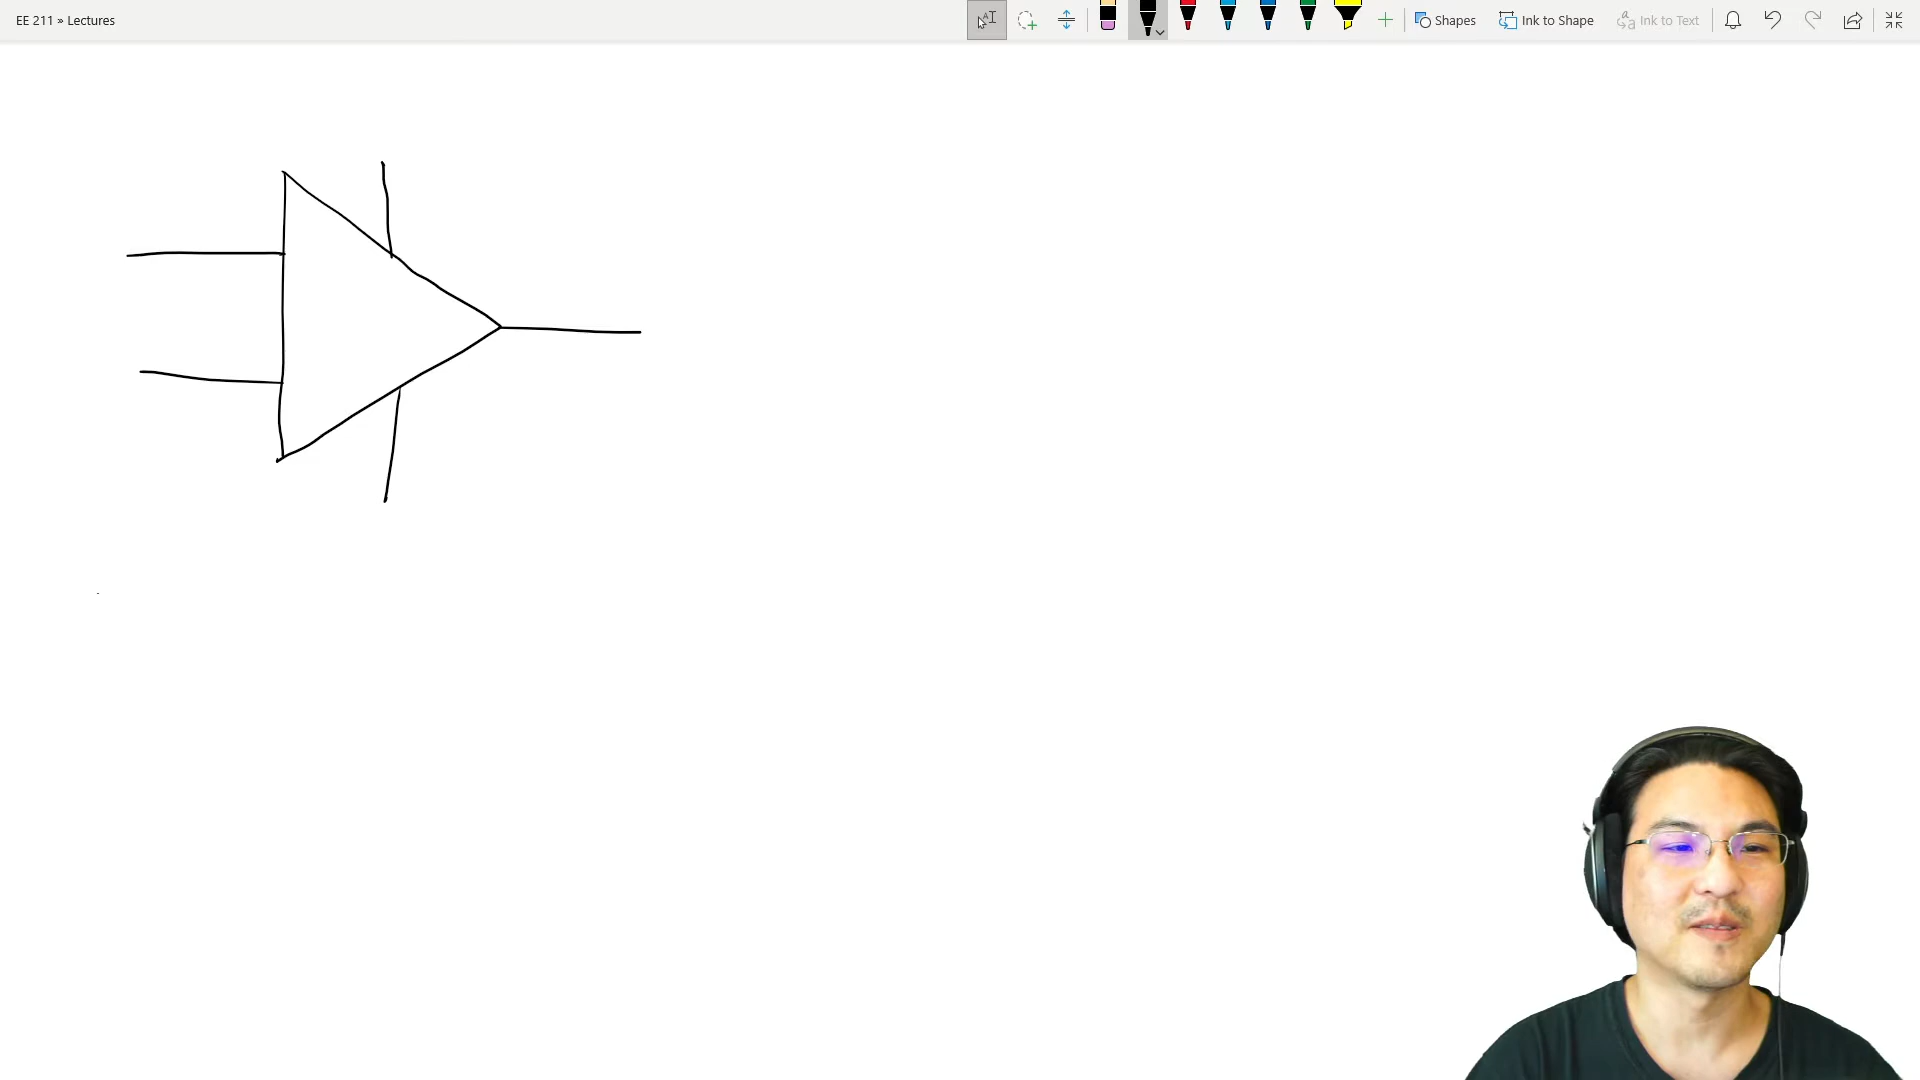 EE 211 » Lectures
Shapes
Ink to Shape
Ink to Text